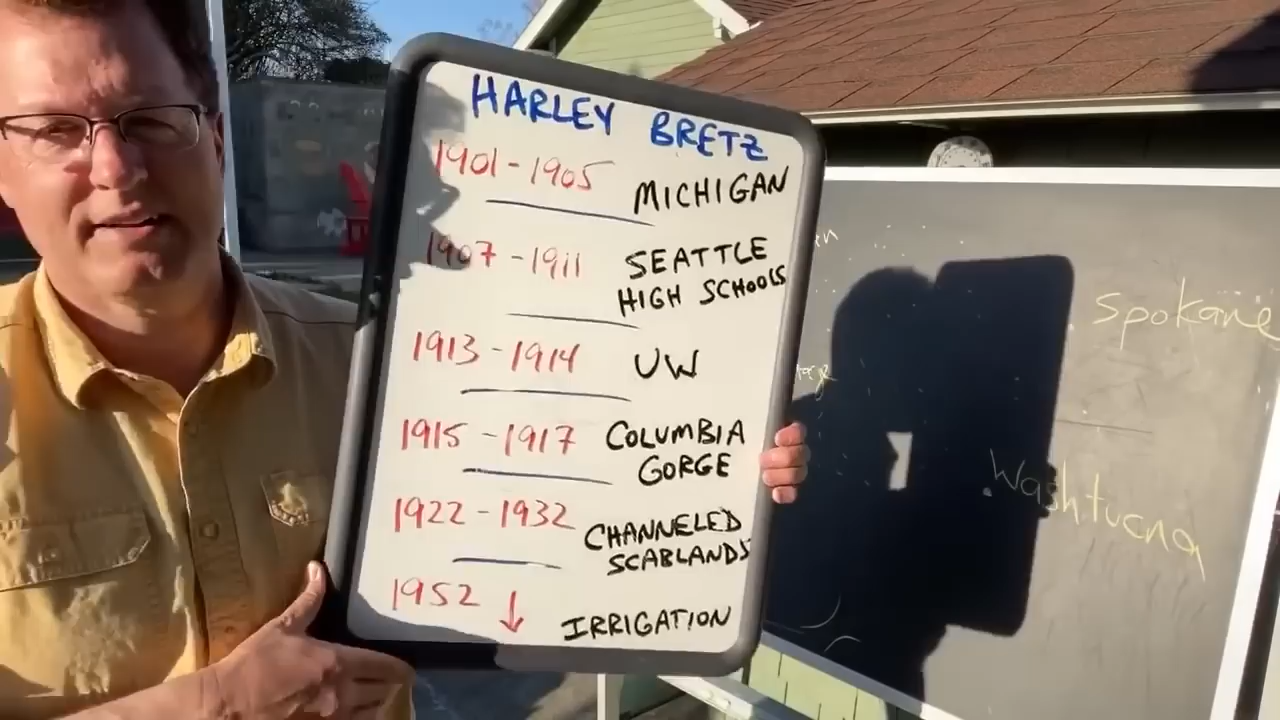 HARLEY BRETZ
1901-1905 MICHIGAN
1907-1911 SEATTLE
HIGH SCHOOLS
1913-1914 UW
1915-1917 COLUMBIA
GORGE
1922-1932 CHANNELED
SCABLANDS
1952 ↓ IRRIGATION
Spokane
Washtucna